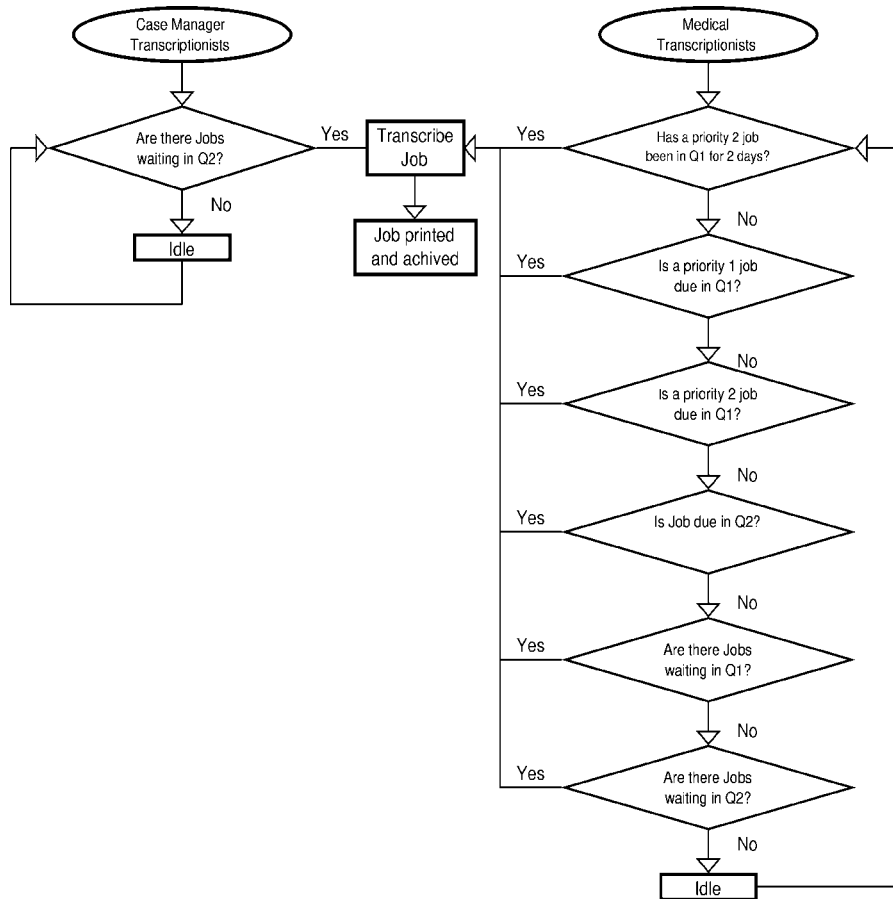 Case Manager
Transcriptionists
Are there Jobs
waiting in Q2?
Yes
No
Idle
Transcribe
Job
Job printed
and achived
Medical
Transcriptionists
Has a priority 2 job
been in Q1 for 2 days?
Yes
No
Is a priority 1 job
due in Q1?
Yes
No
Is a priority 2 job
due in Q1?
Yes
No
Is Job due in Q2?
Yes
No
Are there Jobs
waiting in Q1?
Yes
No
Are there Jobs
waiting in Q2?
Yes
No
Idle